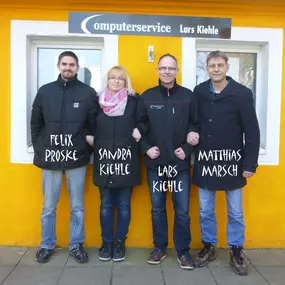 Computerservice
Lars Kiehle
FELIX
PROSKE
SANDRA
KIEHLE
LARS
KIEHLE
MATTHIAS
MARSCH